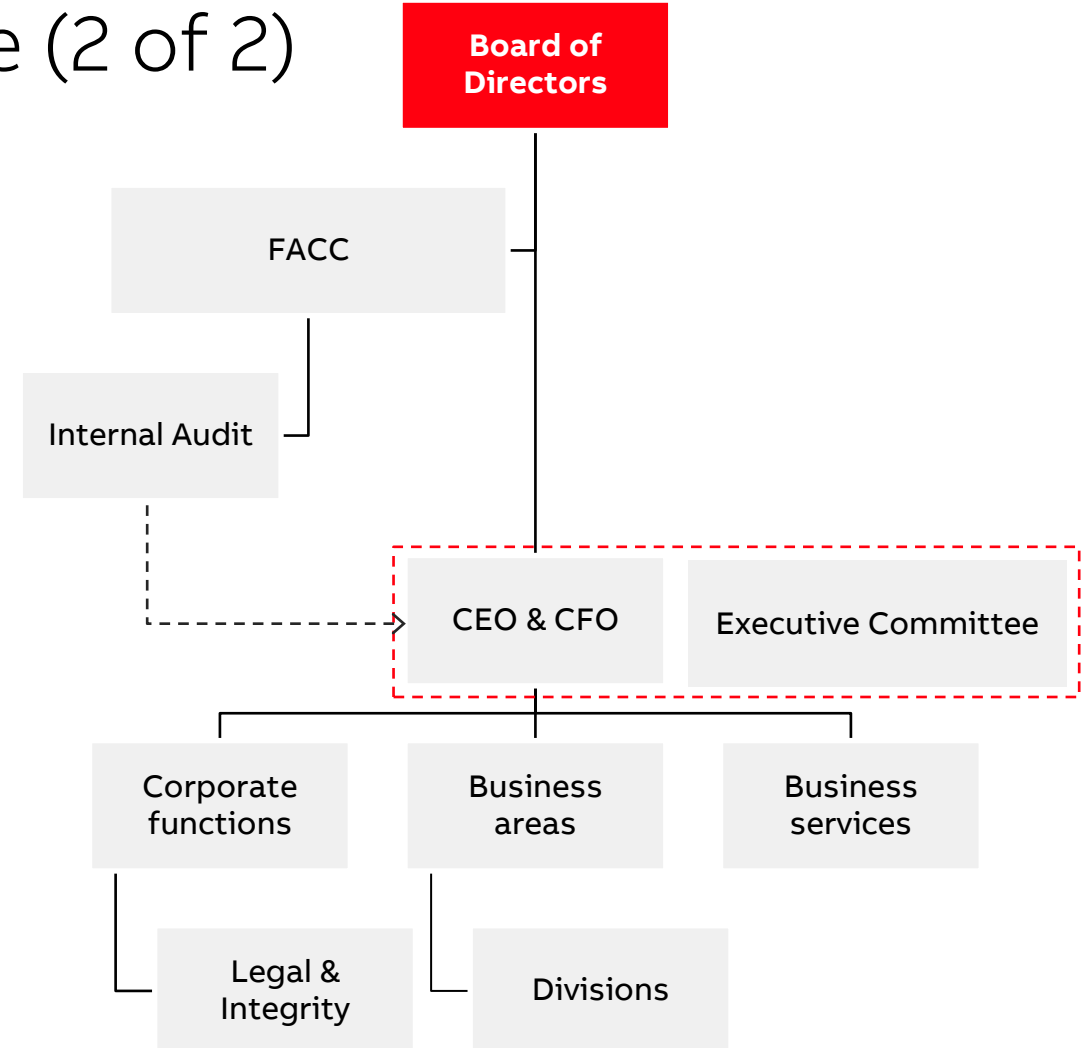 e (2 of 2)
Board of
Directors
FACC
Internal Audit
CEO & CFO
Executive Committee
Corporate
functions
Business
areas
Business
services
Legal &
Integrity
Divisions